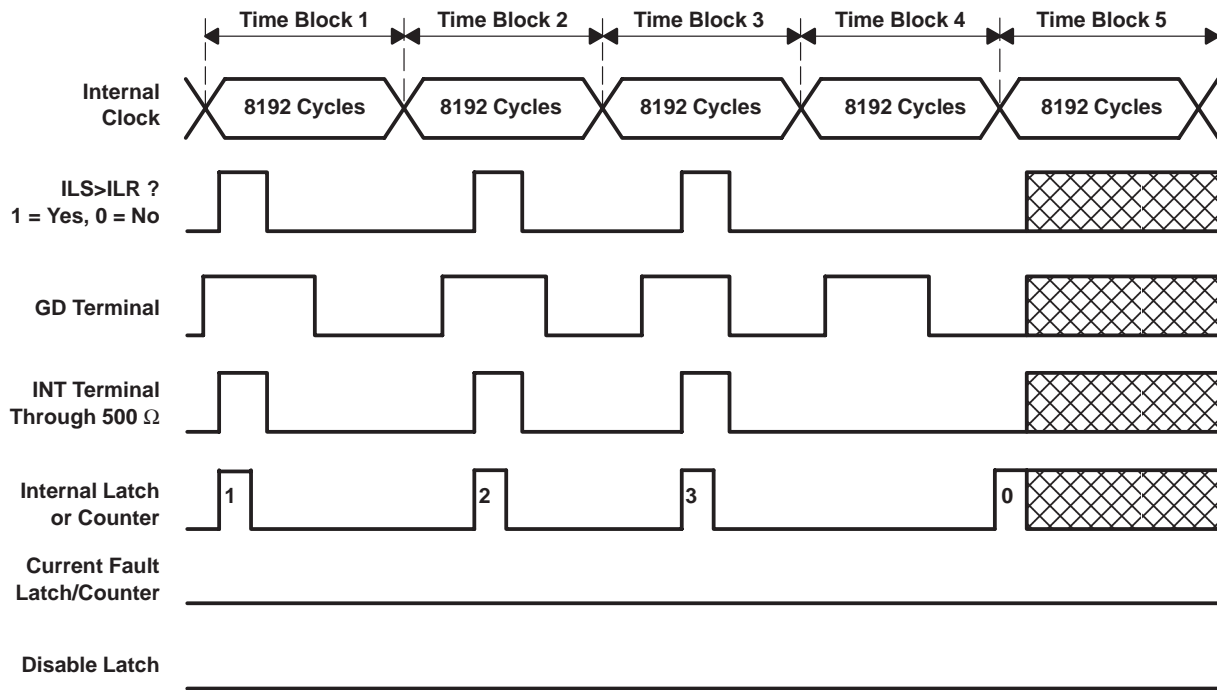 Time Block 1
Time Block 2
Time Block 3
Time Block 4
Time Block 5
Internal
Clock
8192 Cycles
8192 Cycles
8192 Cycles
8192 Cycles
8192 Cycles
ILS>ILR ?
1 = Yes, 0 = No
GD Terminal
INT Terminal
Through 500 Ω
Internal Latch
or Counter
1
2
3
0
Current Fault
Latch/Counter
Disable Latch